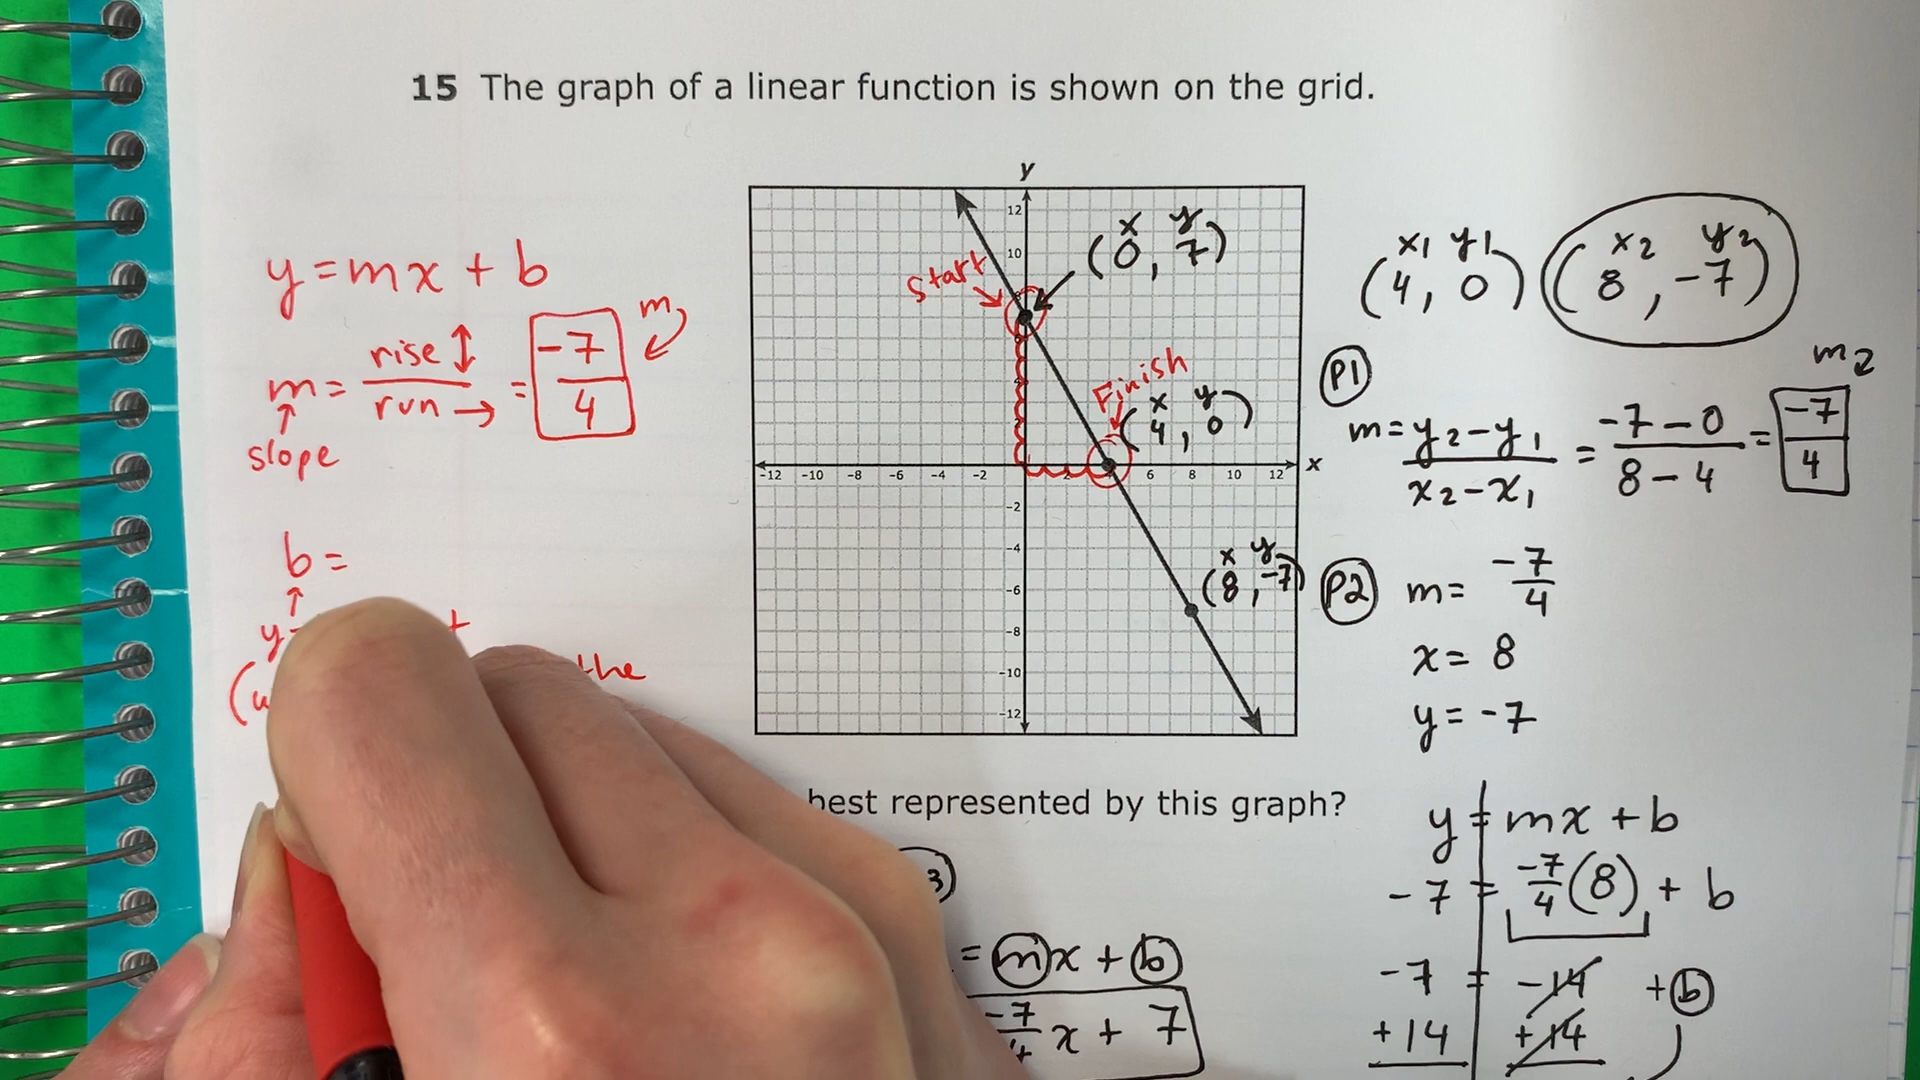 15 The graph of a linear function is shown on the grid.
y = mx + b
m = rise ↕ / run → = -7/4
m
slope
b =
↑
the
y
12
10
-2
-4
-6
-8
-10
-12
-12 -10 -8 -6 -4 -2 2 6 8 10 12 x
Start
x y
(0, 7)
Finish
x y
(4, 0)
x y
(8, -7)
best represented by this graph?
3)
= mx + b
-7/4 x + 7
x1 y1
(4, 0)
x2 y2
(8, -7)
P1
m
m = y2 - y1 / x2 - x1 = -7 - 0 / 8 - 4 = -7/4
P2
m = -7/4
x = 8
y = -7
y = mx + b
-7 = -7/4 (8) + b
-7 = -14 + b
+14 +14